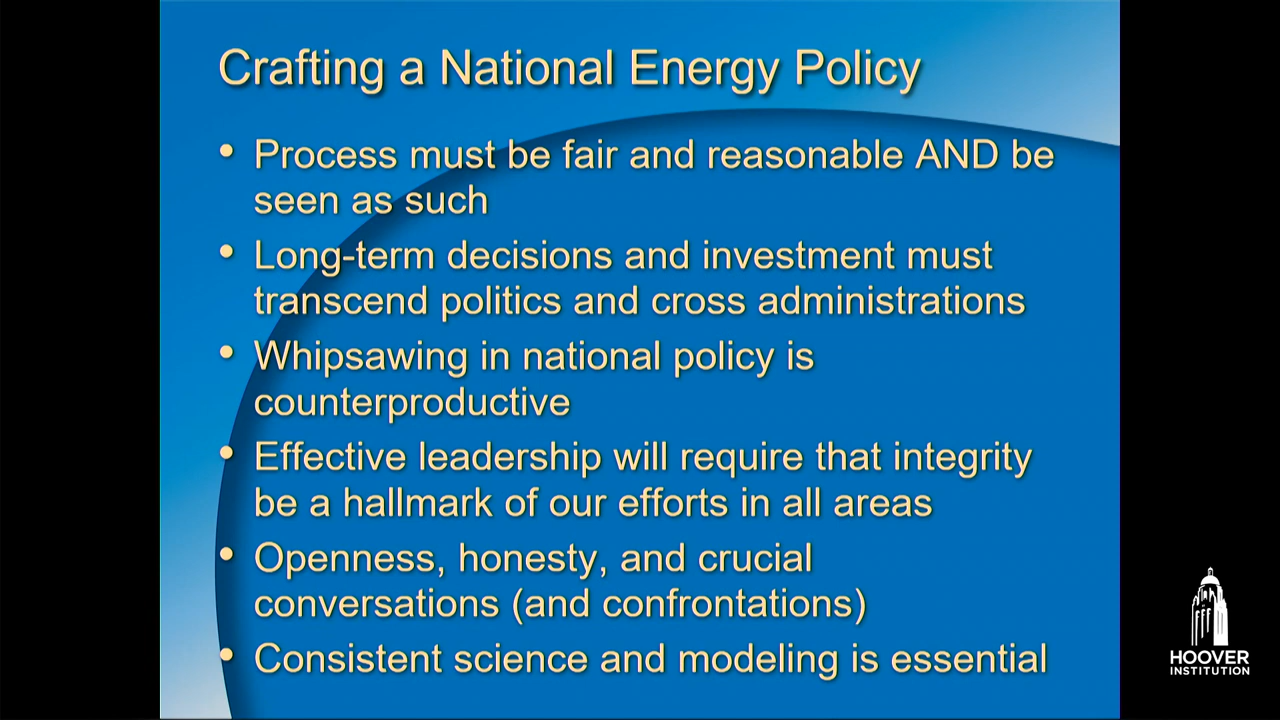 Crafting a National Energy Policy
• Process must be fair and reasonable AND be
seen as such
• Long-term decisions and investment must
transcend politics and cross administrations
• Whipsawing in national policy is
counterproductive
• Effective leadership will require that integrity
be a hallmark of our efforts in all areas
• Openness, honesty, and crucial
conversations (and confrontations)
• Consistent science and modeling is essential
HOOVER
INSTITUTION